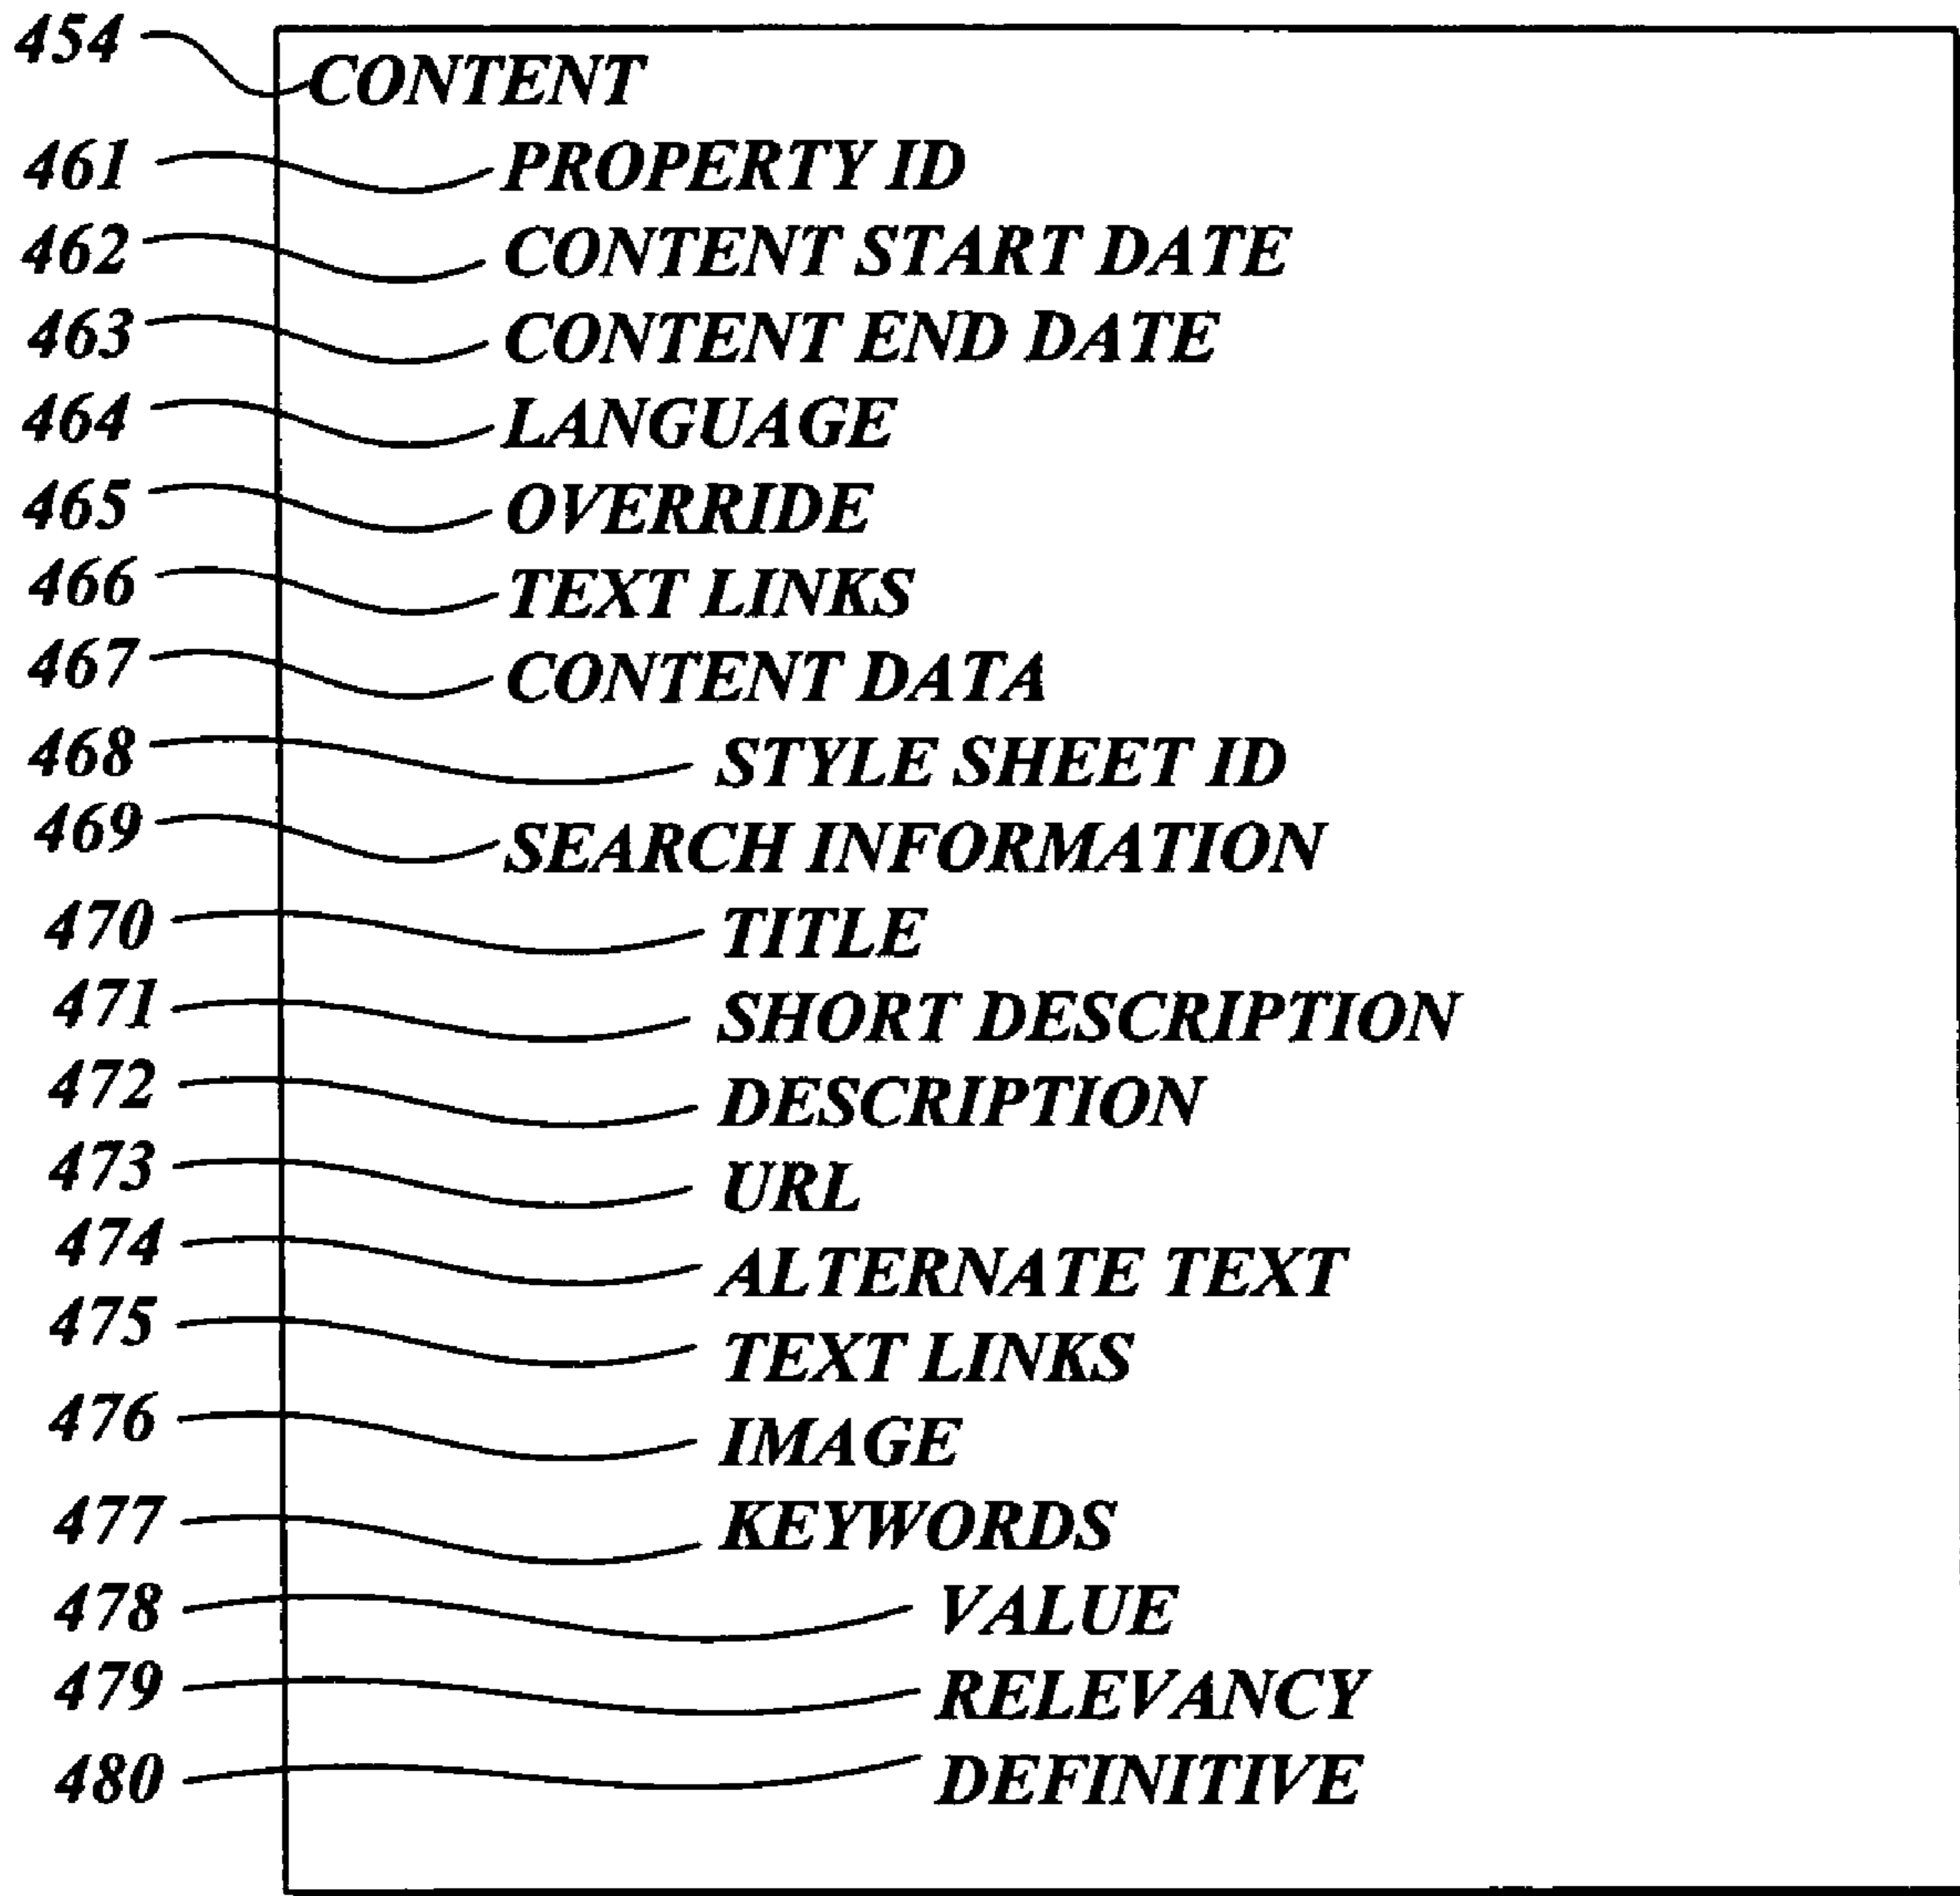 454 CONTENT
461 PROPERTY ID
462 CONTENT START DATE
463 CONTENT END DATE
464 LANGUAGE
465 OVERRIDE
466 TEXT LINKS
467 CONTENT DATA
468 STYLE SHEET ID
469 SEARCH INFORMATION
470 TITLE
471 SHORT DESCRIPTION
472 DESCRIPTION
473 URL
474 ALTERNATE TEXT
475 TEXT LINKS
476 IMAGE
477 KEYWORDS
478 VALUE
479 RELEVANCY
480 DEFINITIVE